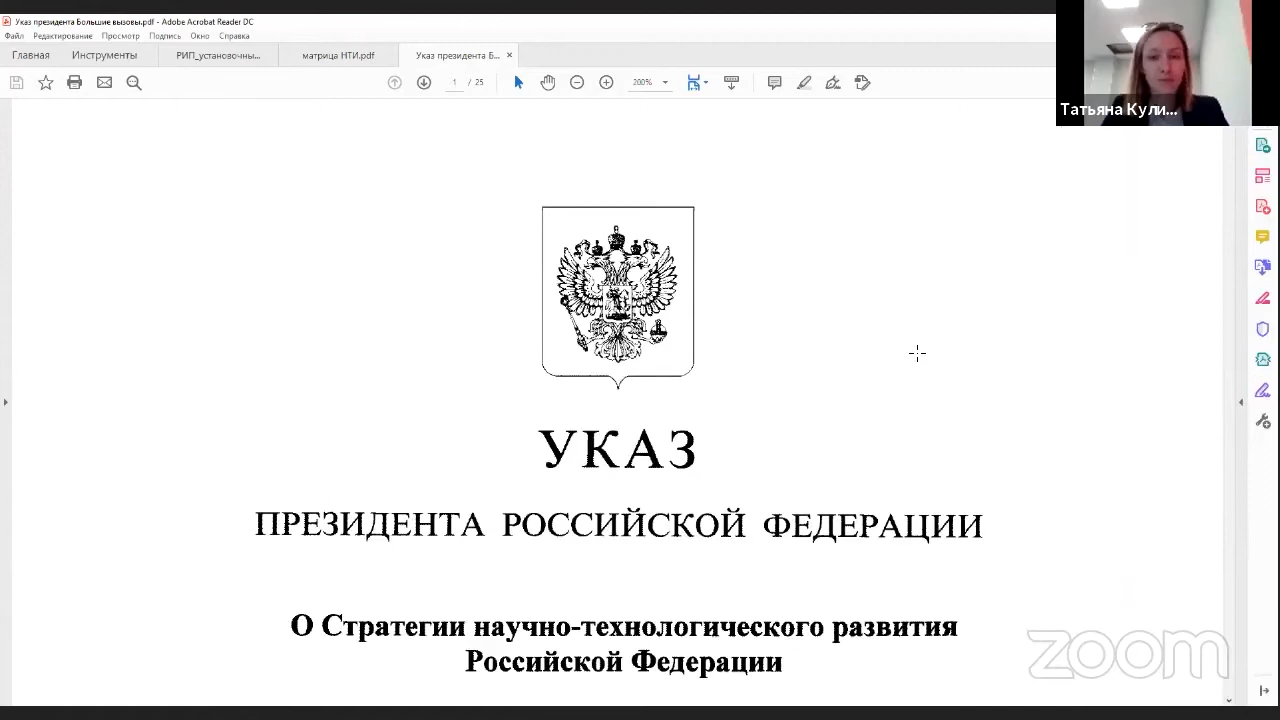 Указ президента Большие вызовы.pdf - Adobe Acrobat Reader DC
Файл Редактирование Просмотр Подпись Окно Справка
Главная Инструменты РИП_установочны... матрица НТИ.pdf Указ президента Б... ×
1 / 25 200%
Татьяна Кули...
УКАЗ
ПРЕЗИДЕНТА РОССИЙСКОЙ ФЕДЕРАЦИИ
О Стратегии научно-технологического развития
Российской Федерации
zoom